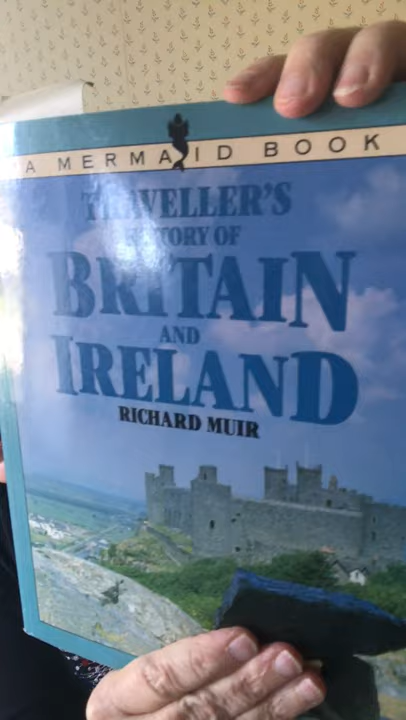 A MERMAID BOOK
TRAVELLER'S
HISTORY OF
BRITAIN
AND
IRELAND
RICHARD MUIR